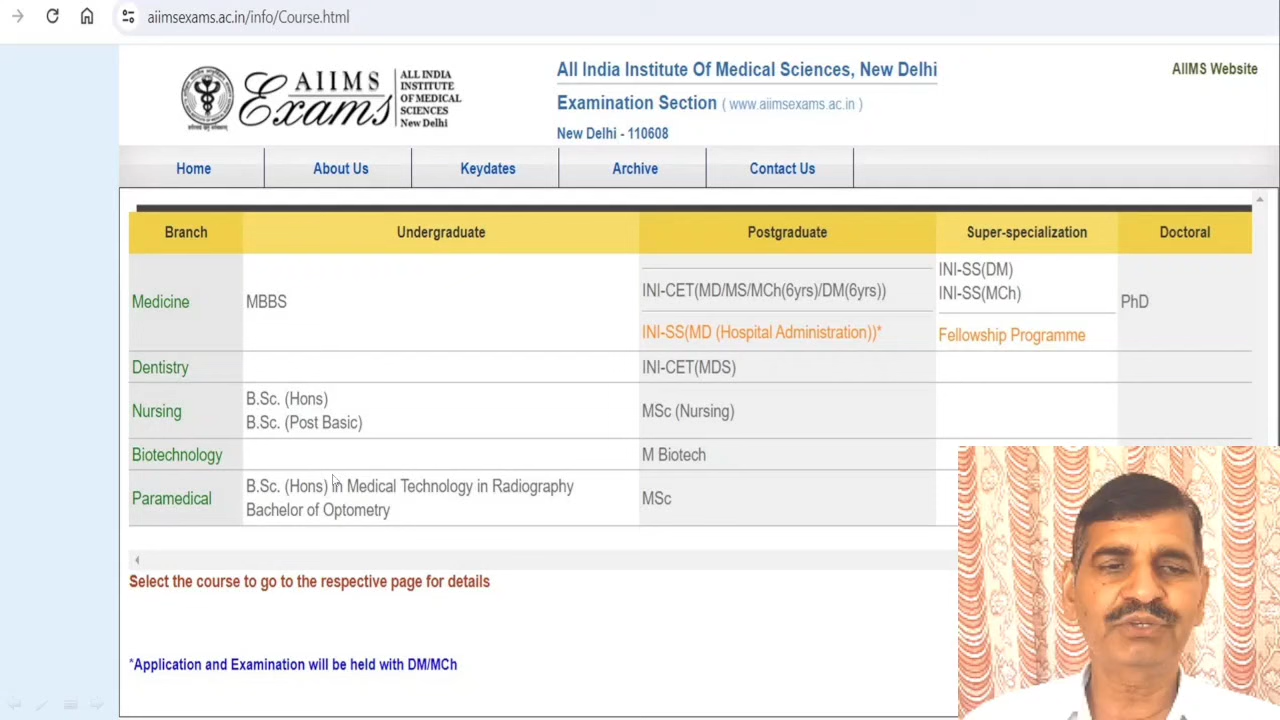 aiimsexams.ac.in/info/Course.html
AIIMS
Exams
ALL INDIA
INSTITUTE
OF MEDICAL
SCIENCES
New Delhi
All India Institute Of Medical Sciences, New Delhi
Examination Section ( www.aiimsexams.ac.in )
New Delhi - 110608
AIIMS Website
Home About Us Keydates Archive Contact Us
Branch Undergraduate Postgraduate Super-specialization Doctoral
Medicine MBBS INI-CET(MD/MS/MCh(6yrs)/DM(6yrs)) INI-SS(DM) PhD
INI-SS(MCh)
INI-SS(MD (Hospital Administration))* Fellowship Programme
Dentistry INI-CET(MDS)
Nursing B.Sc. (Hons) MSc (Nursing)
B.Sc. (Post Basic)
Biotechnology M Biotech
Paramedical B.Sc. (Hons) in Medical Technology in Radiography MSc
Bachelor of Optometry
Select the course to go to the respective page for details
*Application and Examination will be held with DM/MCh